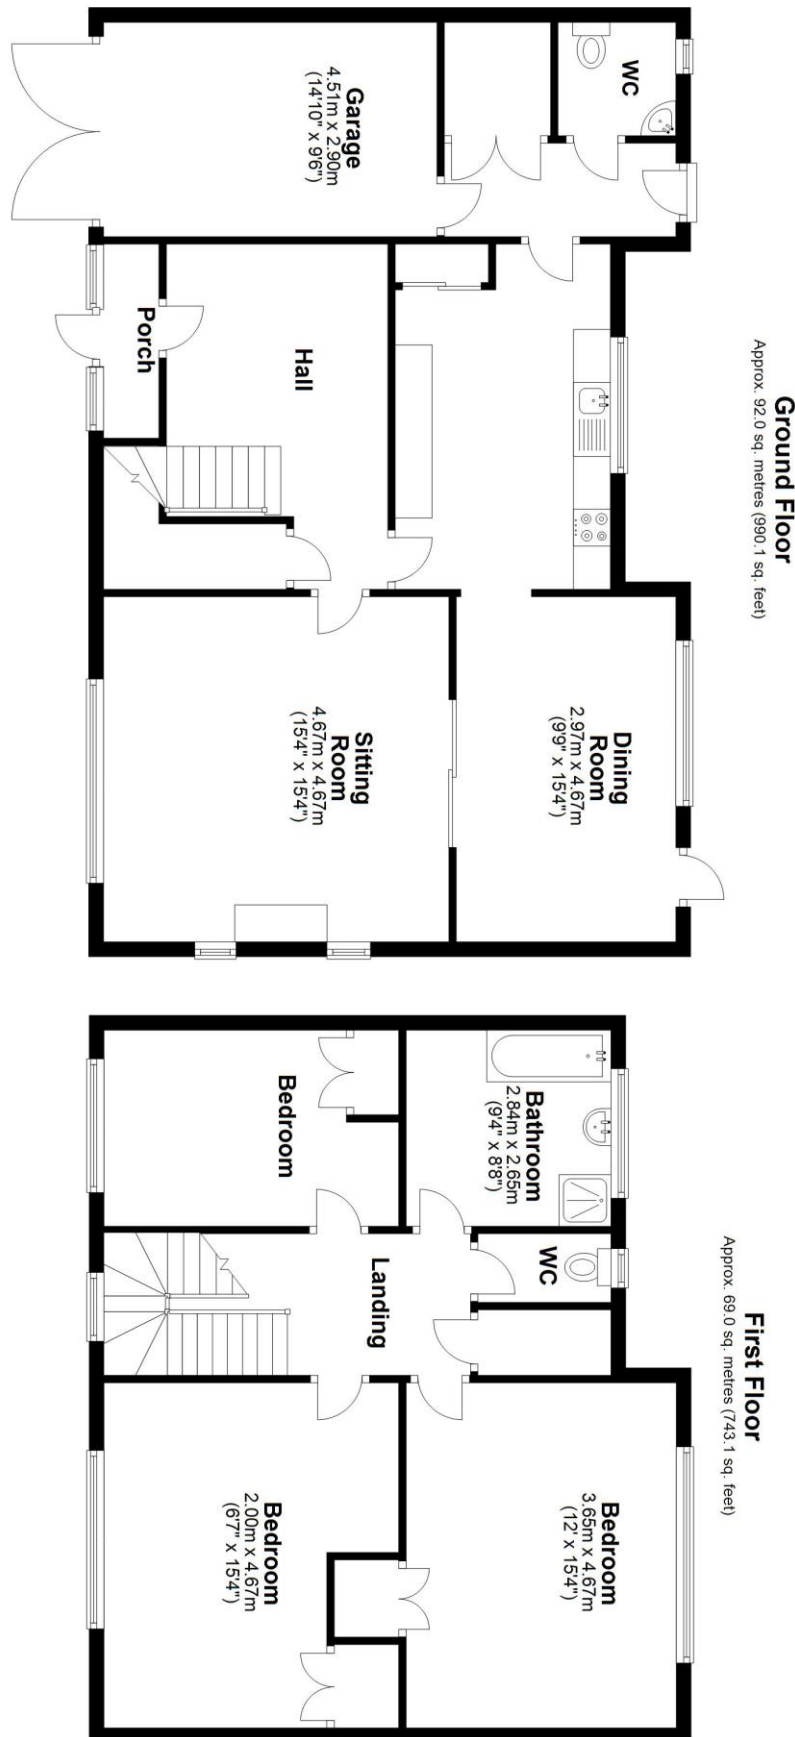 Ground Floor
Approx. 92.0 sq. metres (990.1 sq. feet)
WC
Garage
4.51m x 2.90m
(14'10" x 9'6")
Dining
Room
2.97m x 4.67m
(9'9" x 15'4")
Hall
Sitting
Room
4.67m x 4.67m
(15'4" x 15'4")
Porch
First Floor
Approx. 69.0 sq. metres (743.1 sq. feet)
Bathroom
2.84m x 2.65m
(9'4" x 8'8")
WC
Bedroom
3.65m x 4.67m
(12' x 15'4")
Landing
Bedroom
Bedroom
2.00m x 4.67m
(6'7" x 15'4")